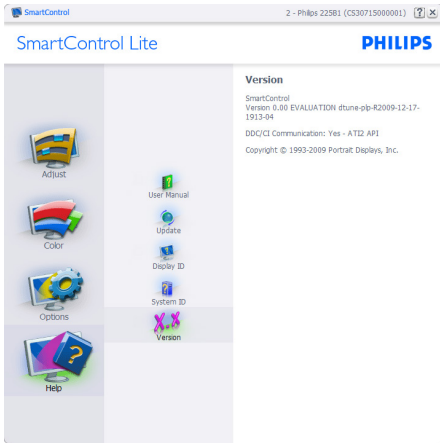 SmartControl
2 - Philips 225B1 (CS30715000001)
? X
SmartControl Lite
PHILIPS
Version
SmartControl
Version 0.00 EVALUATION dtune-plp-R2009-12-17-
1913-04
DDC/CI Communication: Yes - ATI2 API
Copyright © 1993-2009 Portrait Displays, Inc.
Adjust
Color
Options
?
Help
?
User Manual
Update
Display ID
?
System ID
X.X
Version